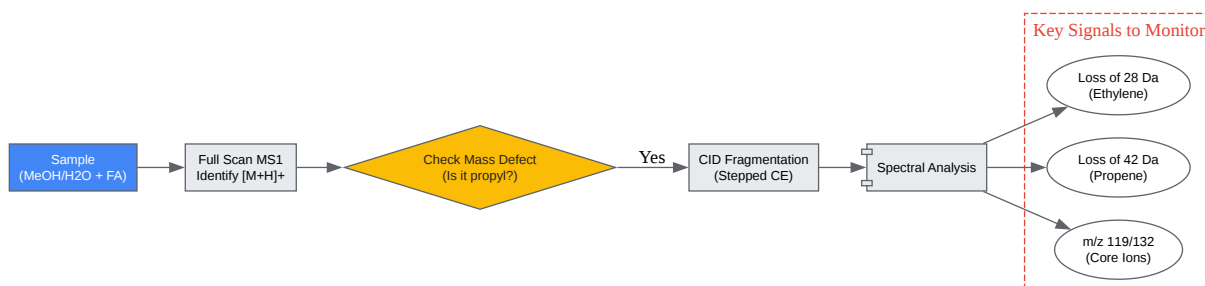 Key Signals to Monitor
Sample
(MeOH/H2O + FA)
Full Scan MS1
Identify [M+H]+
Check Mass Defect
(Is it propyl?)
Yes
CID Fragmentation
(Stepped CE)
Spectral Analysis
Loss of 28 Da
(Ethylene)
Loss of 42 Da
(Propene)
m/z 119/132
(Core Ions)